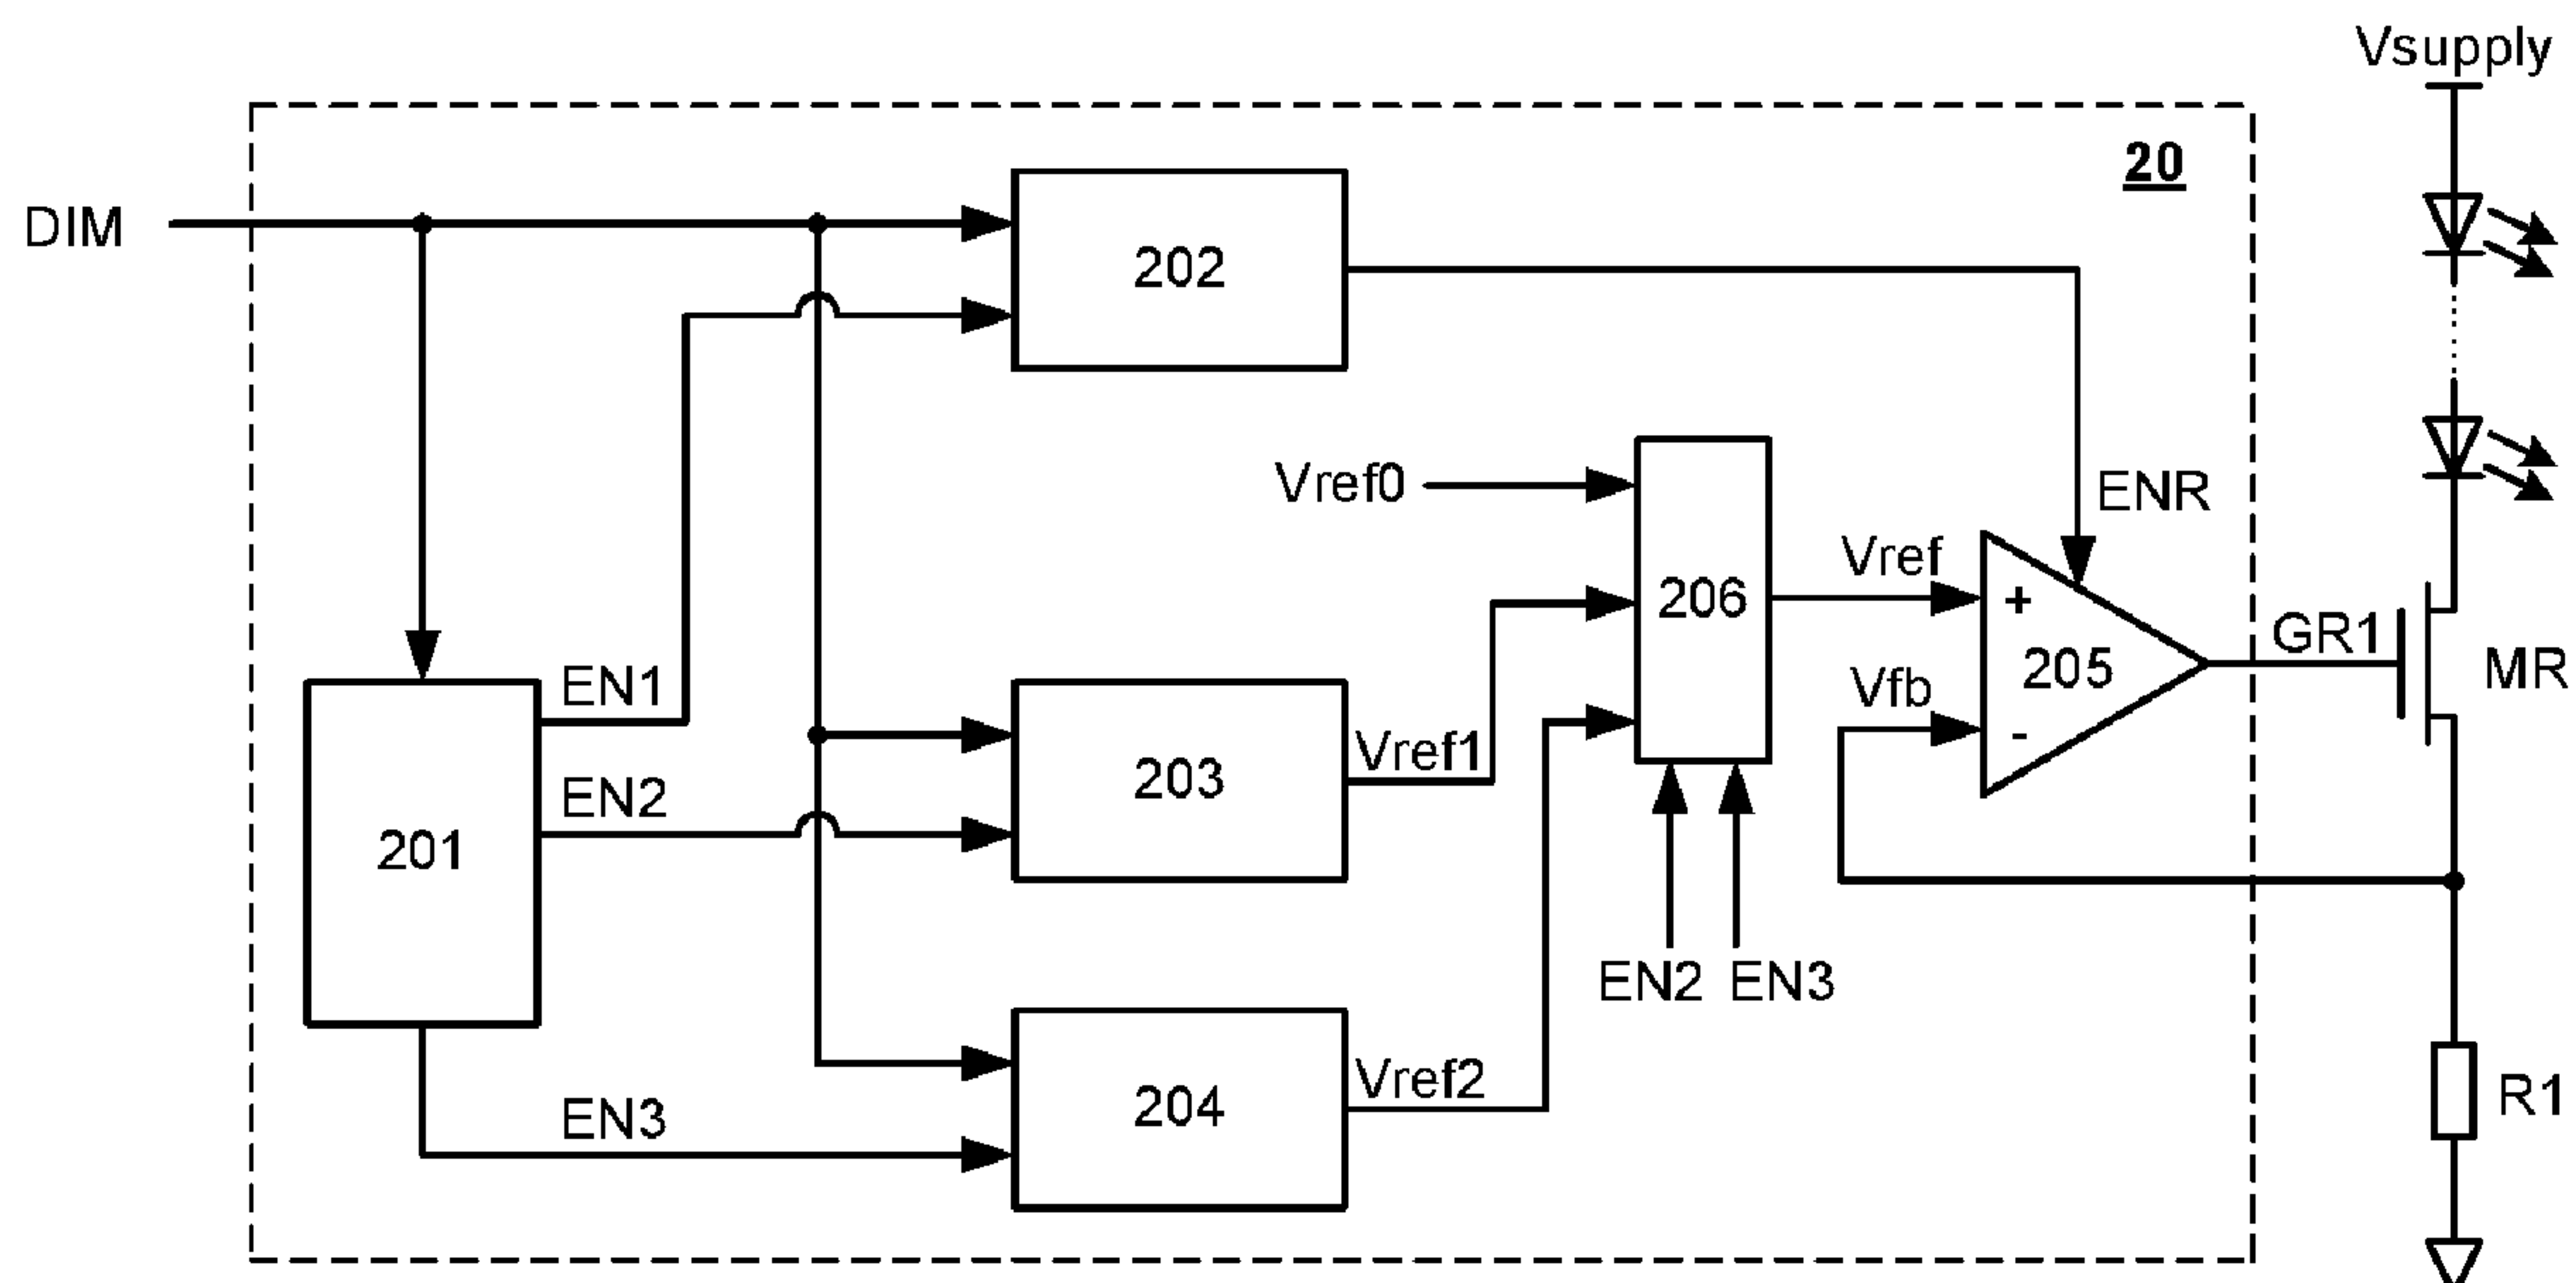 Vsupply
20
DIM
202
Vref0
ENR
Vref
+
206
GR1
205
MR
EN1
Vfb
-
Vref1
203
EN2
201
EN2 EN3
Vref2
R1
204
EN3